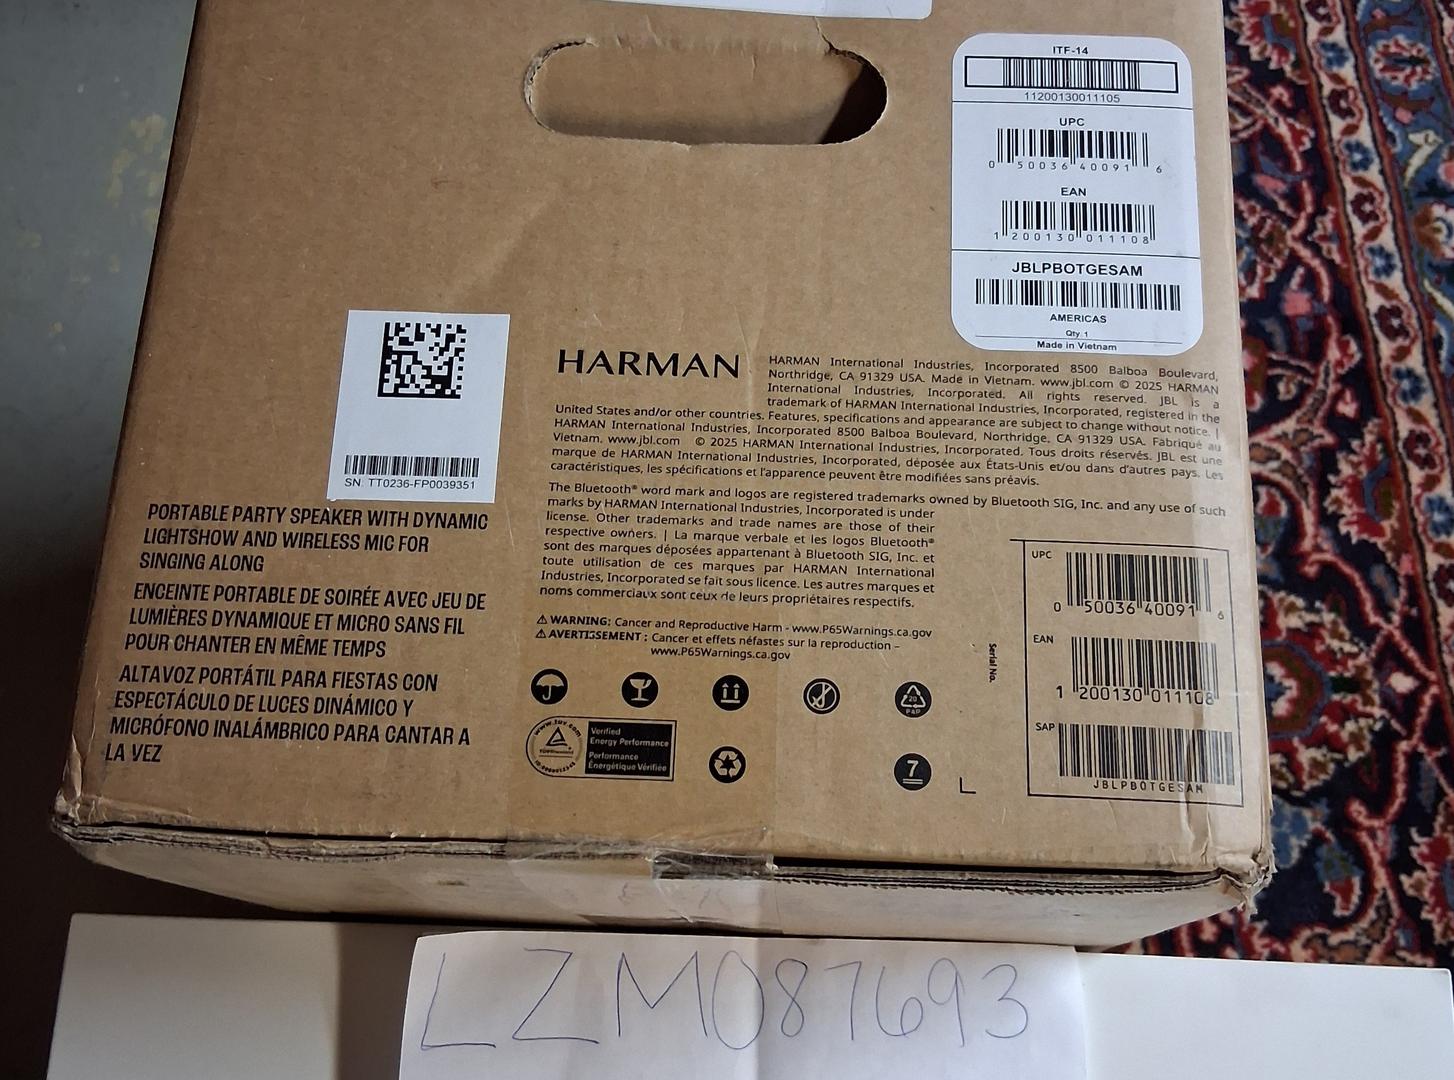 ITF-14
11200130011105
UPC
0 50036 40091 6
EAN
1 200130 011108
JBLPBOTGESAM
AMERICAS
Qty 1
Made in Vietnam
SN: TT0236-FP0039351
PORTABLE PARTY SPEAKER WITH DYNAMIC
LIGHTSHOW AND WIRELESS MIC FOR
SINGING ALONG
ENCEINTE PORTABLE DE SOIRÉE AVEC JEU DE
LUMIÈRES DYNAMIQUE ET MICRO SANS FIL
POUR CHANTER EN MÊME TEMPS
ALTAVOZ PORTÁTIL PARA FIESTAS CON
ESPECTÁCULO DE LUCES DINÁMICO Y
MICRÓFONO INALÁMBRICO PARA CANTAR A
LA VEZ
HARMAN
HARMAN International Industries, Incorporated 8500 Balboa Boulevard,
Northridge, CA 91329 USA. Made in Vietnam. www.jbl.com © 2025 HARMAN
International Industries, Incorporated. All rights reserved. JBL is a
trademark of HARMAN International Industries, Incorporated, registered in the
United States and/or other countries. Features, specifications and appearance are subject to change without notice. |
HARMAN International Industries, Incorporated 8500 Balboa Boulevard, Northridge, CA 91329 USA. Fabriqué au
Vietnam. www.jbl.com © 2025 HARMAN International Industries, Incorporated. Tous droits réservés. JBL est une
marque de HARMAN International Industries, Incorporated, déposée aux États-Unis et/ou dans d'autres pays. Les
caractéristiques, les spécifications et l'apparence peuvent être modifiées sans préavis.
The Bluetooth® word mark and logos are registered trademarks owned by Bluetooth SIG, Inc. and any use of such
marks by HARMAN International Industries, Incorporated is under
license. Other trademarks and trade names are those of their
respective owners. | La marque verbale et les logos Bluetooth®
sont des marques déposées appartenant à Bluetooth SIG, Inc. et
toute utilisation de ces marques par HARMAN International
Industries, Incorporated se fait sous licence. Les autres marques et
noms commerciaux sont ceux de leurs propriétaires respectifs.
⚠ WARNING: Cancer and Reproductive Harm - www.P65Warnings.ca.gov
⚠ AVERTISSEMENT : Cancer et effets néfastes sur la reproduction –
www.P65Warnings.ca.gov
20
PAP
www.tuv.com
TÜVRheinland
Verified
Energy Performance
Performance
Énergétique Vérifiée
7
Serial No.
UPC
0 50036 40091 6
EAN
1 200130 011108
SAP
JBLPBOTGESAM
LZM087693